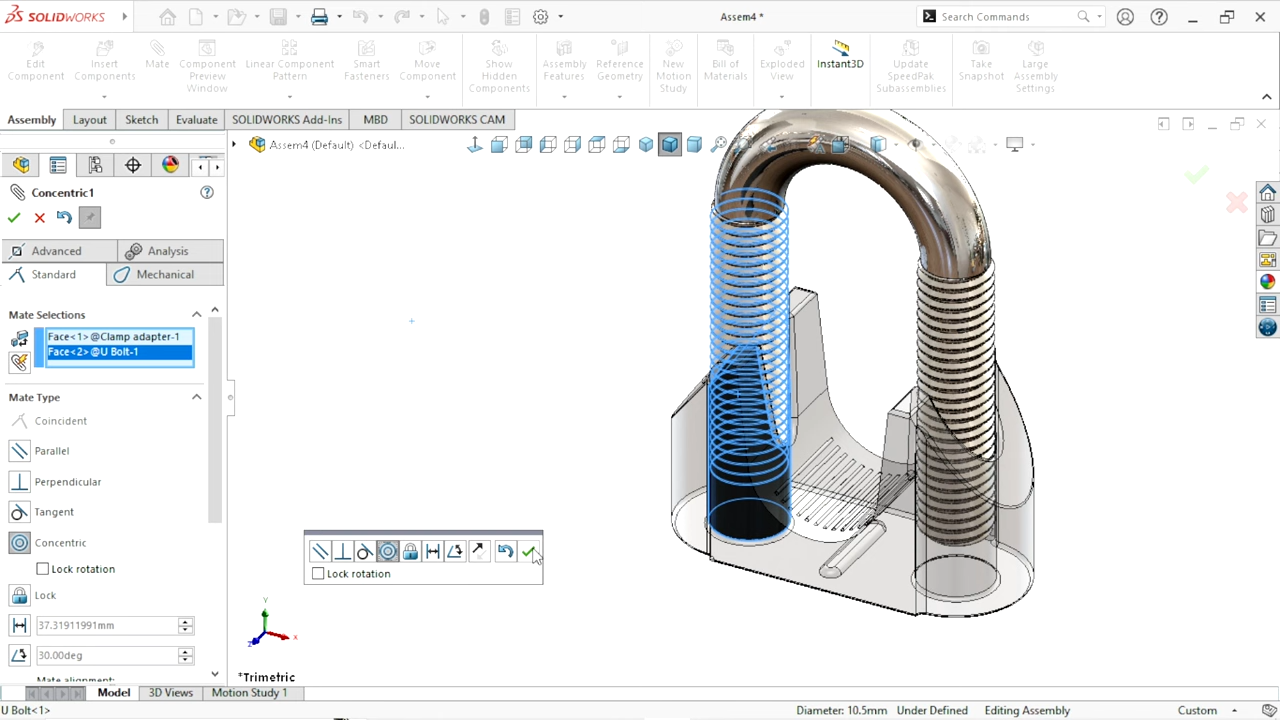 SOLIDWORKS
Assem4 *
Search Commands
Edit Component
Insert Components
Mate
Component Preview Window
Linear Component Pattern
Smart Fasteners
Move Component
Show Hidden Components
Assembly Features
Reference Geometry
New Motion Study
Bill of Materials
Exploded View
Instant3D
Update SpeedPak Subassemblies
Take Snapshot
Large Assembly Settings
Assembly
Layout
Sketch
Evaluate
SOLIDWORKS Add-Ins
MBD
SOLIDWORKS CAM
Assem4 (Default) <Defaul...
Concentric1
Advanced
Analysis
Standard
Mechanical
Mate Selections
Face<1>@Clamp adapter-1
Face<2>@U Bolt-1
Mate Type
Coincident
Parallel
Perpendicular
Tangent
Concentric
Lock rotation
Lock
37.31911991mm
30.00deg
Mate alignment:
Lock rotation
Y
X
Z
*Trimetric
Model
3D Views
Motion Study 1
U Bolt<1>
Diameter: 10.5mm
Under Defined
Editing Assembly
Custom